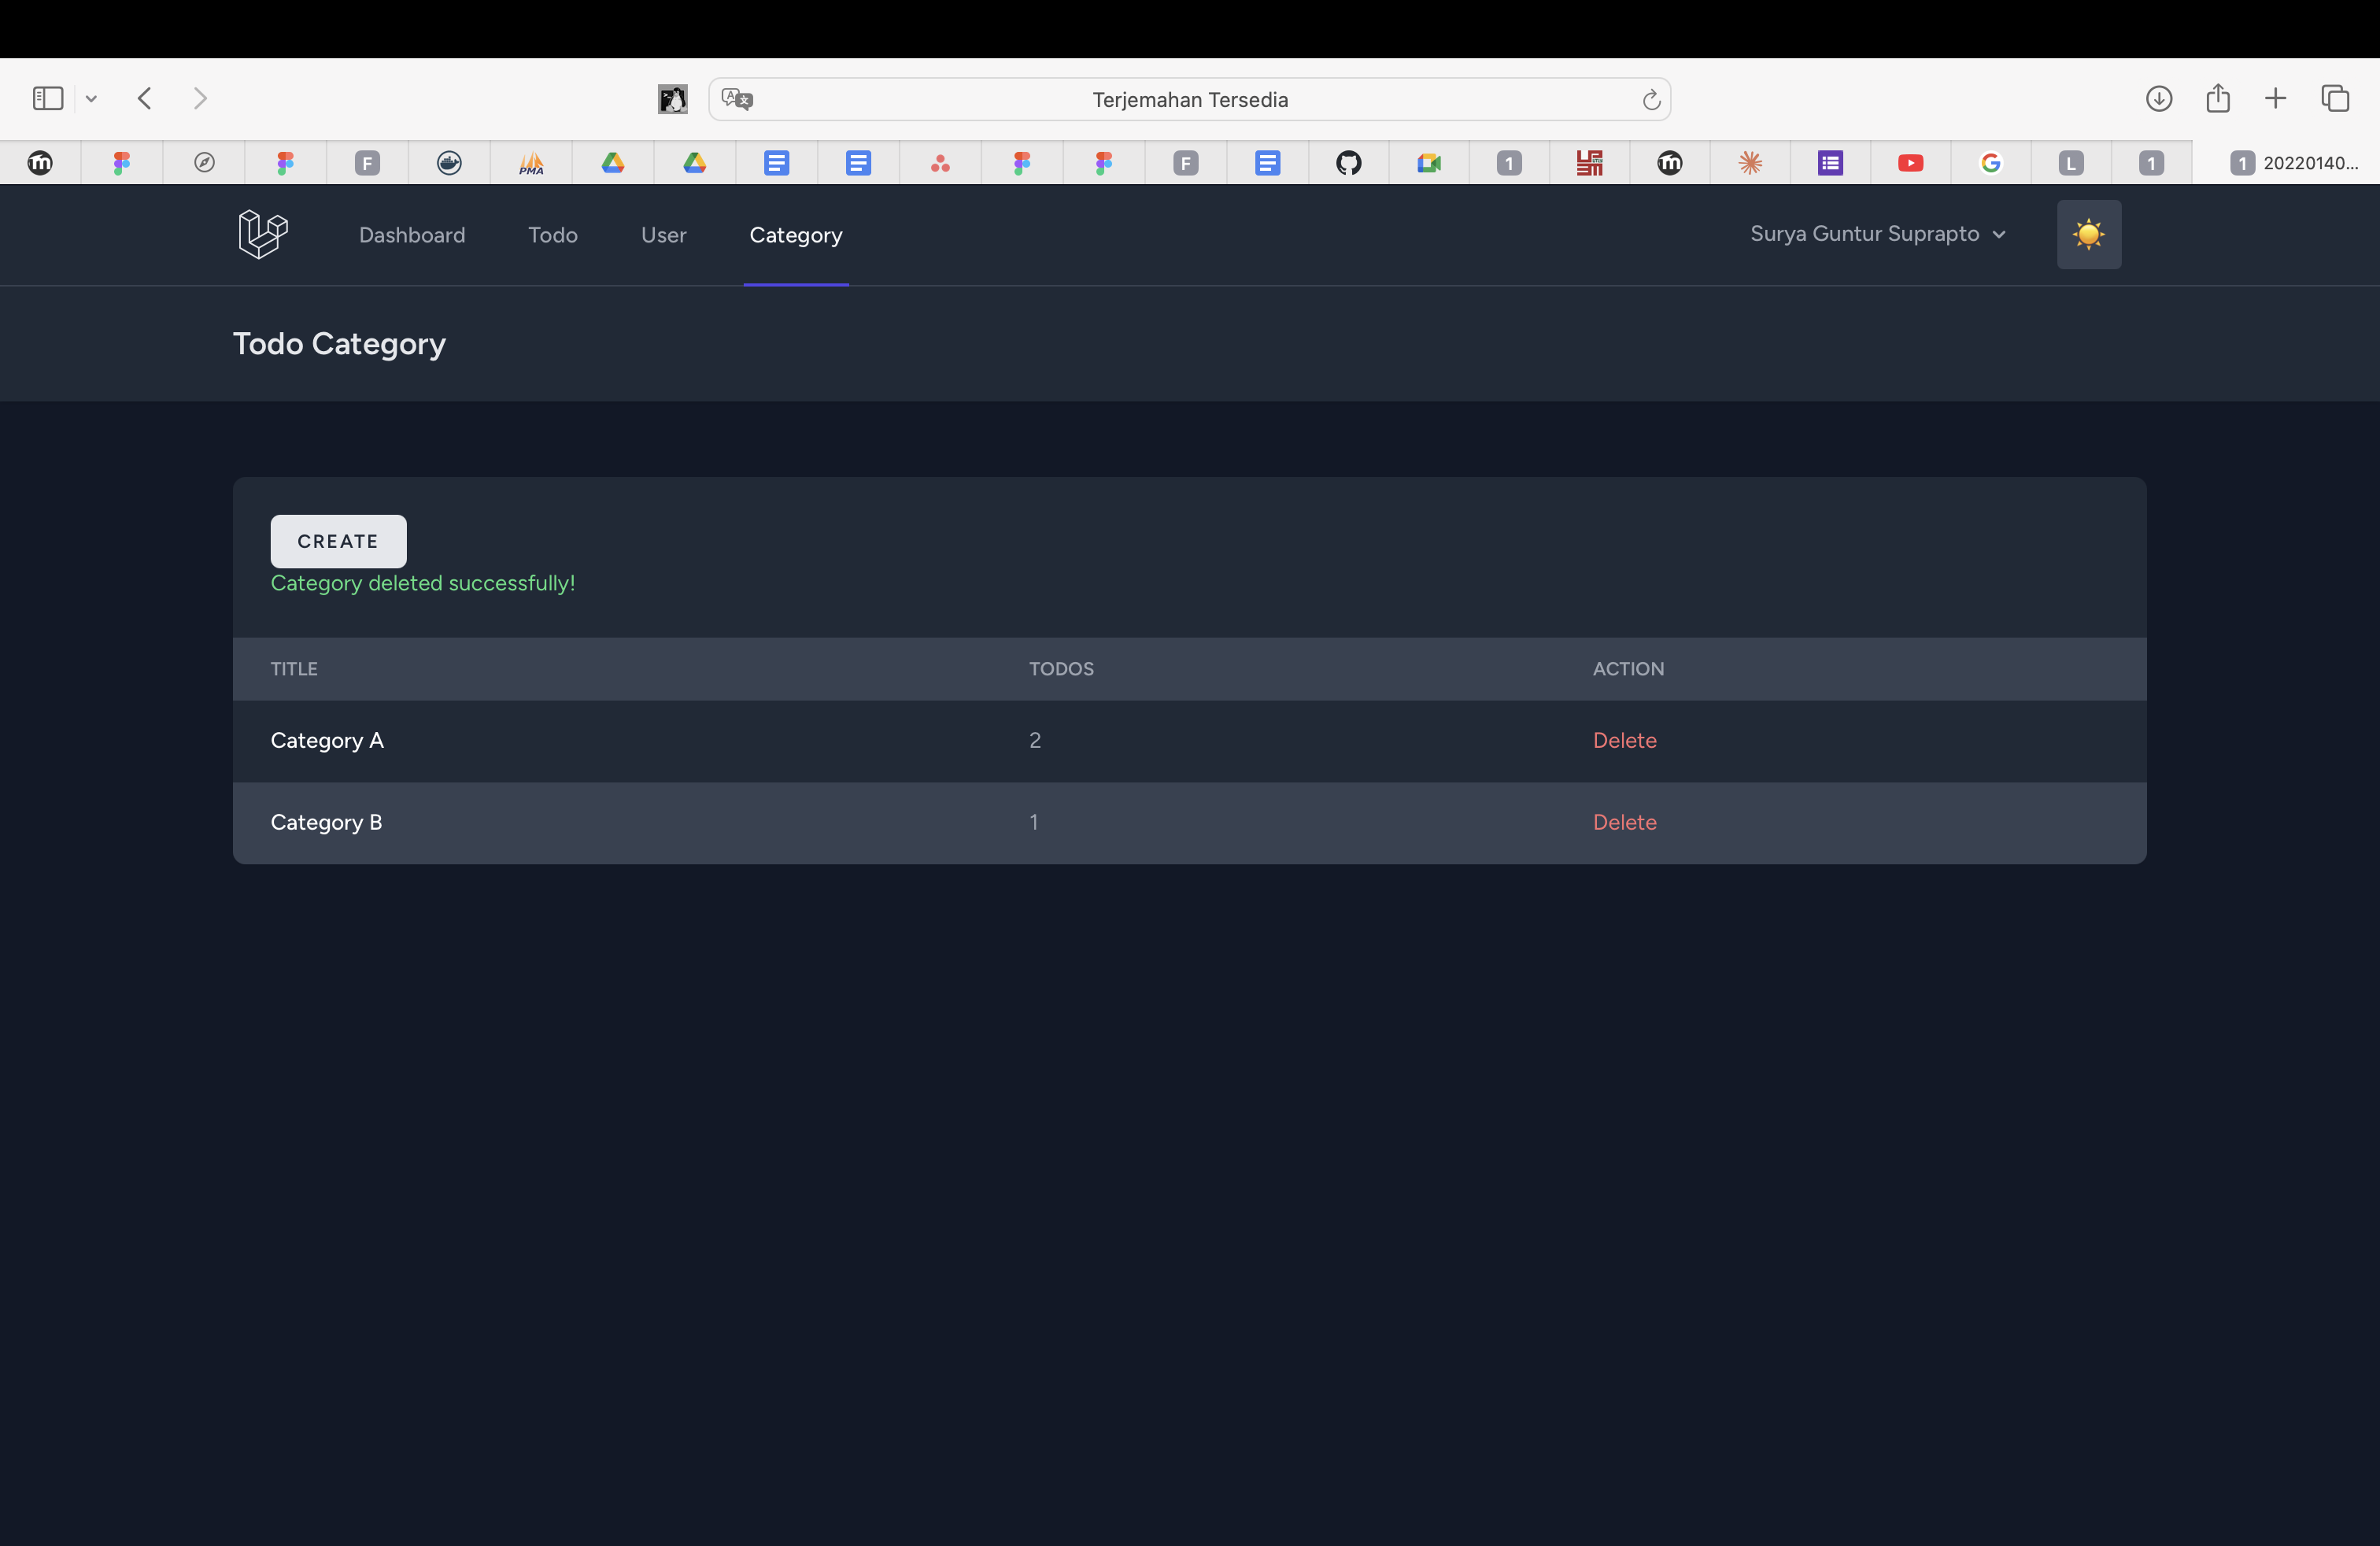 Terjemahan Tersedia
F
PMA
F
1
L
1
1 20220140...
Dashboard Todo User Category Surya Guntur Suprapto
Todo Category
CREATE
Category deleted successfully!
TITLE TODOS ACTION
Category A 2 Delete
Category B 1 Delete